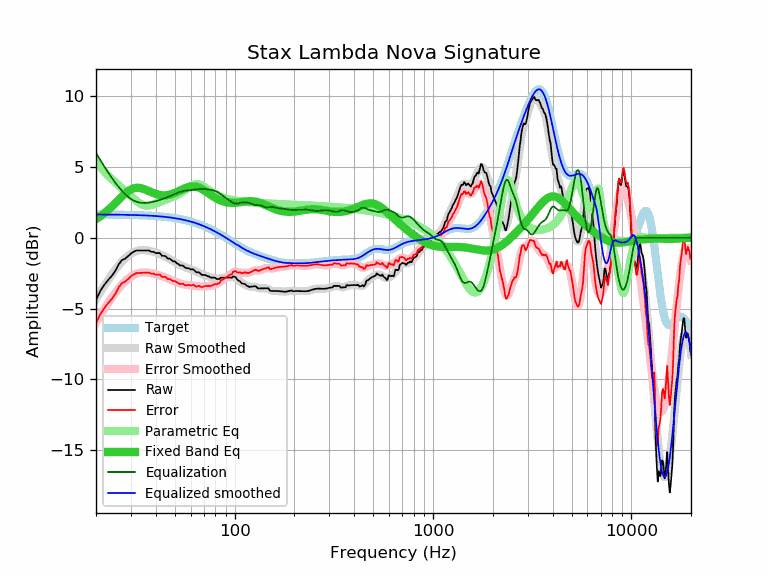 Stax Lambda Nova Signature
10
5
0
−5
−10
−15
Amplitude (dBr)
Target
Raw Smoothed
Error Smoothed
Raw
Error
Parametric Eq
Fixed Band Eq
Equalization
Equalized smoothed
100
1000
10000
Frequency (Hz)